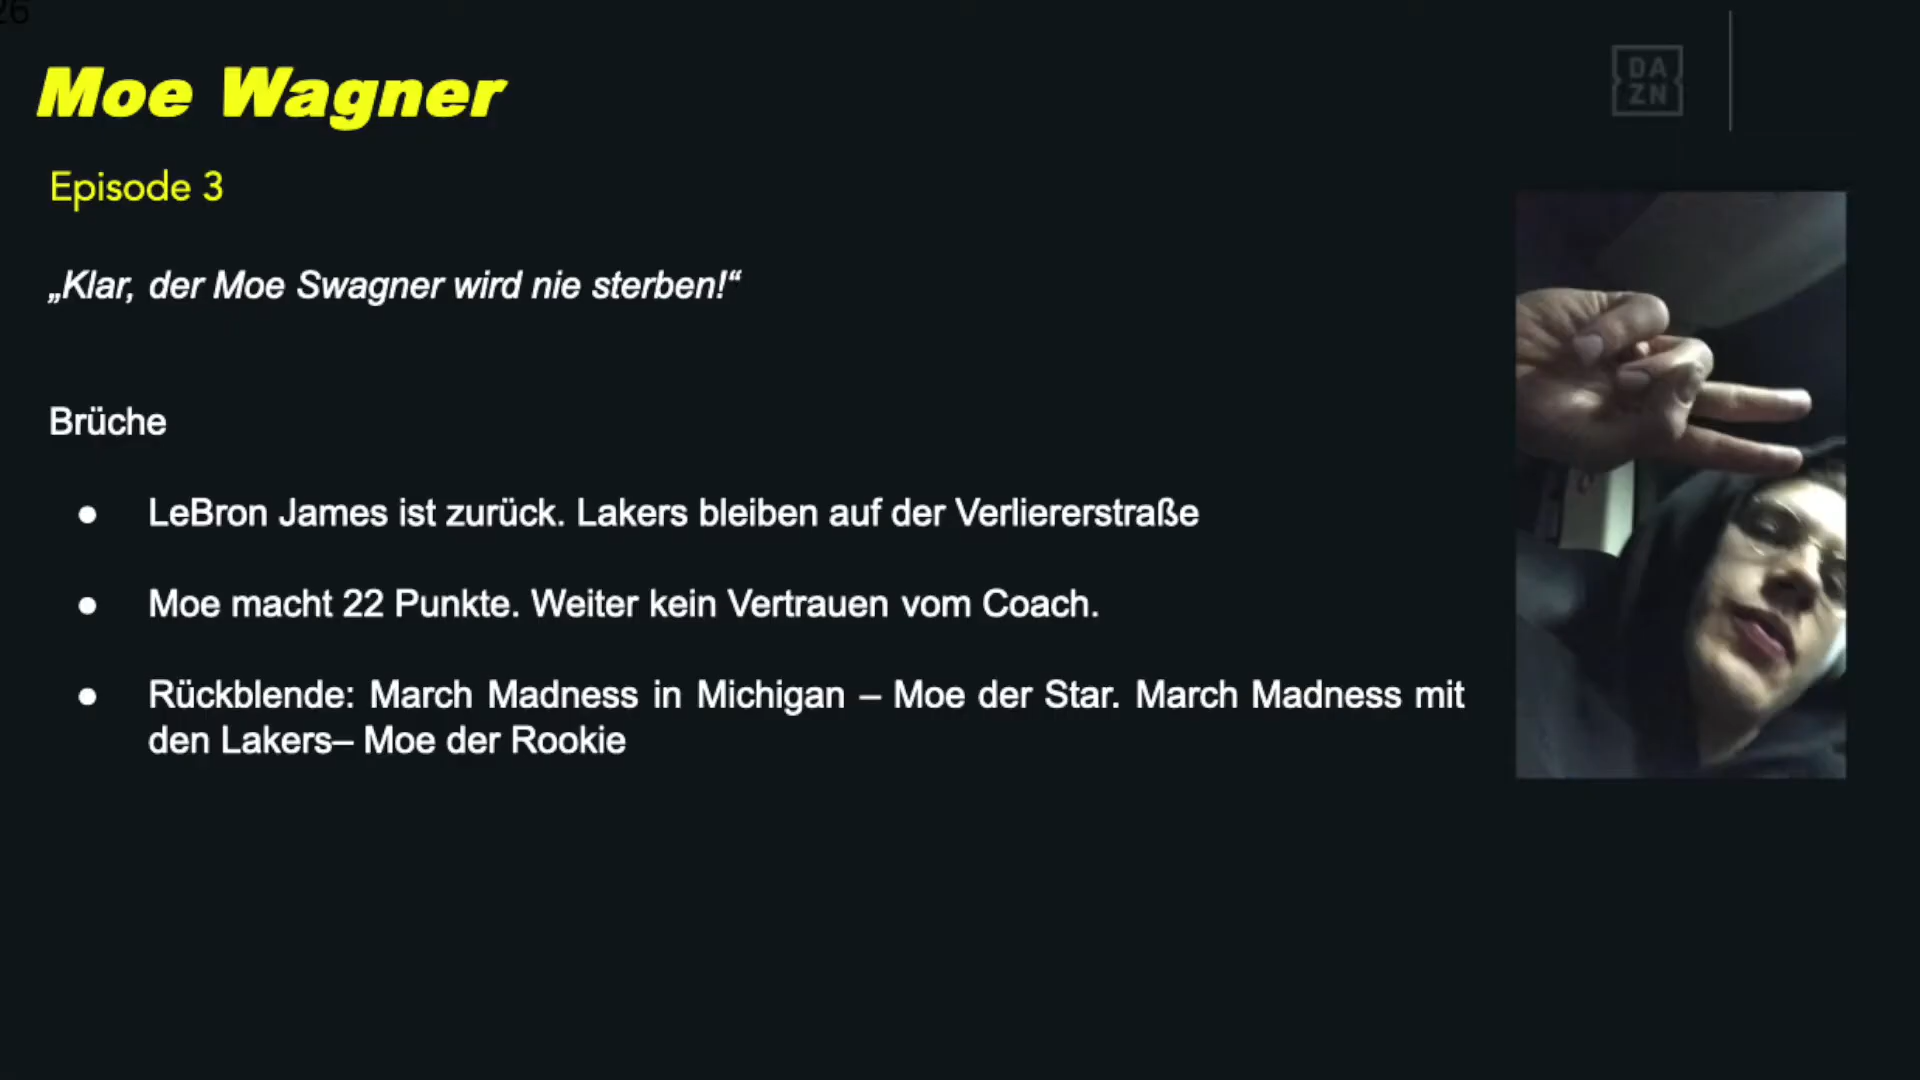 26
Moe Wagner
DA
ZN
Episode 3
„Klar, der Moe Swagner wird nie sterben!“
Brüche
● LeBron James ist zurück. Lakers bleiben auf der Verliererstraße
● Moe macht 22 Punkte. Weiter kein Vertrauen vom Coach.
● Rückblende: March Madness in Michigan – Moe der Star. March Madness mit
den Lakers– Moe der Rookie